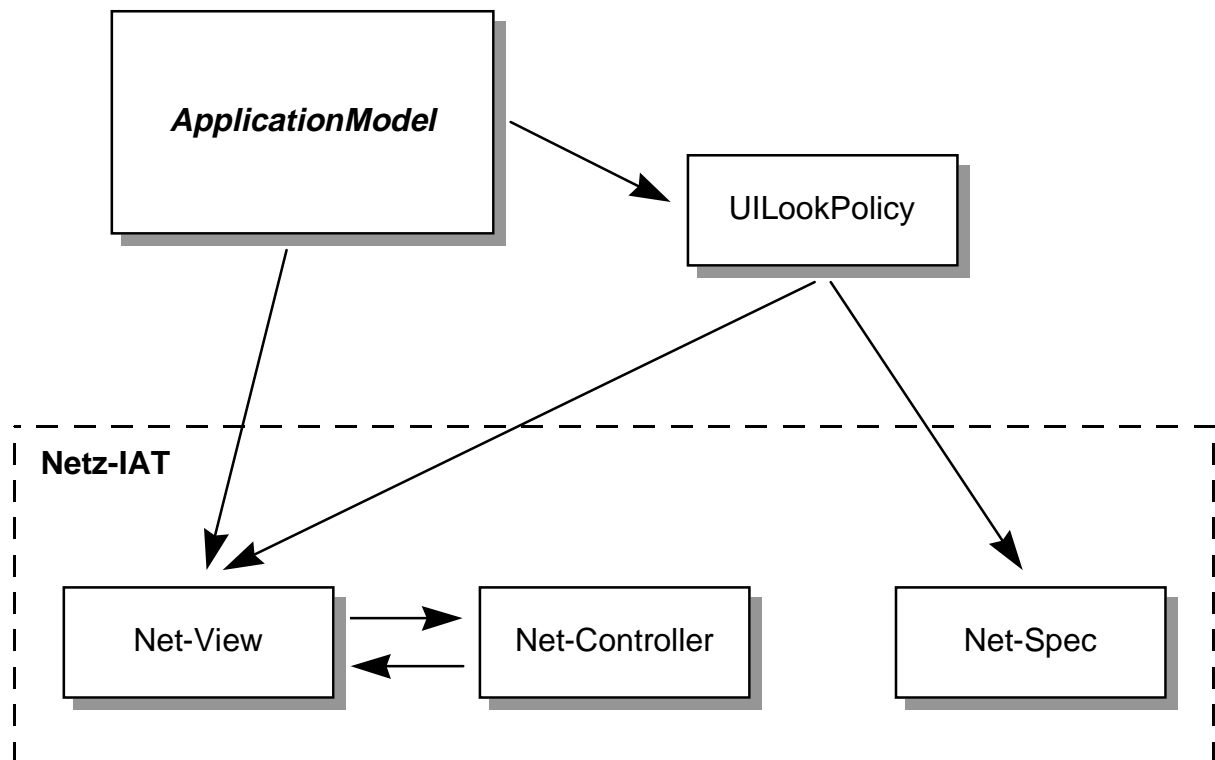 ApplicationModel
UILookPolicy
Netz-IAT
Net-View
Net-Controller
Net-Spec